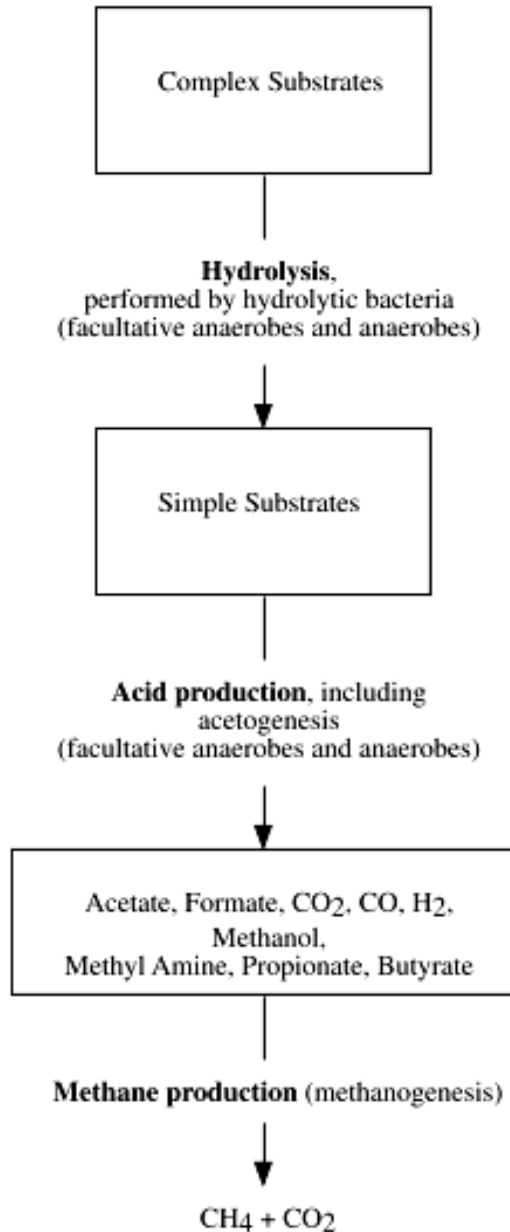 Complex Substrates
Hydrolysis,
performed by hydrolytic bacteria
(facultative anaerobes and anaerobes)
Simple Substrates
Acid production, including
acetogenesis
(facultative anaerobes and anaerobes)
Acetate, Formate, CO2, CO, H2,
Methanol,
Methyl Amine, Propionate, Butyrate
Methane production (methanogenesis)
CH4 + CO2